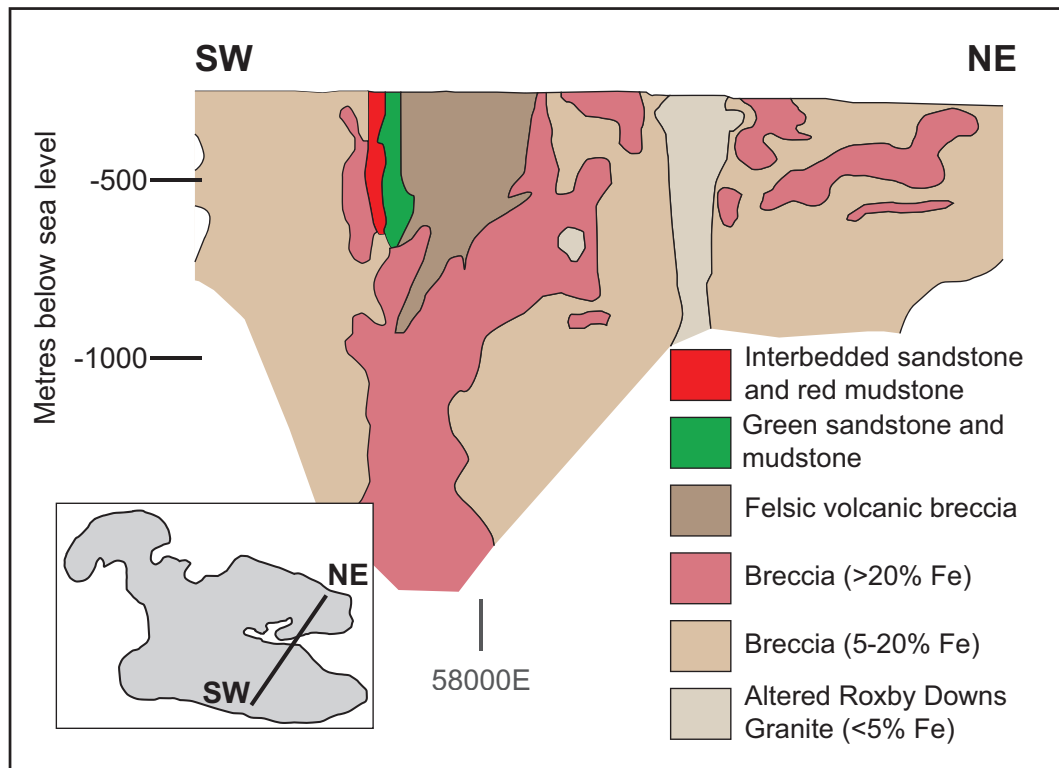 SW
NE
Metres below sea level
-500
-1000
58000E
Interbedded sandstone
and red mudstone
Green sandstone and
mudstone
Felsic volcanic breccia
Breccia (>20% Fe)
Breccia (5-20% Fe)
Altered Roxby Downs
Granite (<5% Fe)
NE
SW